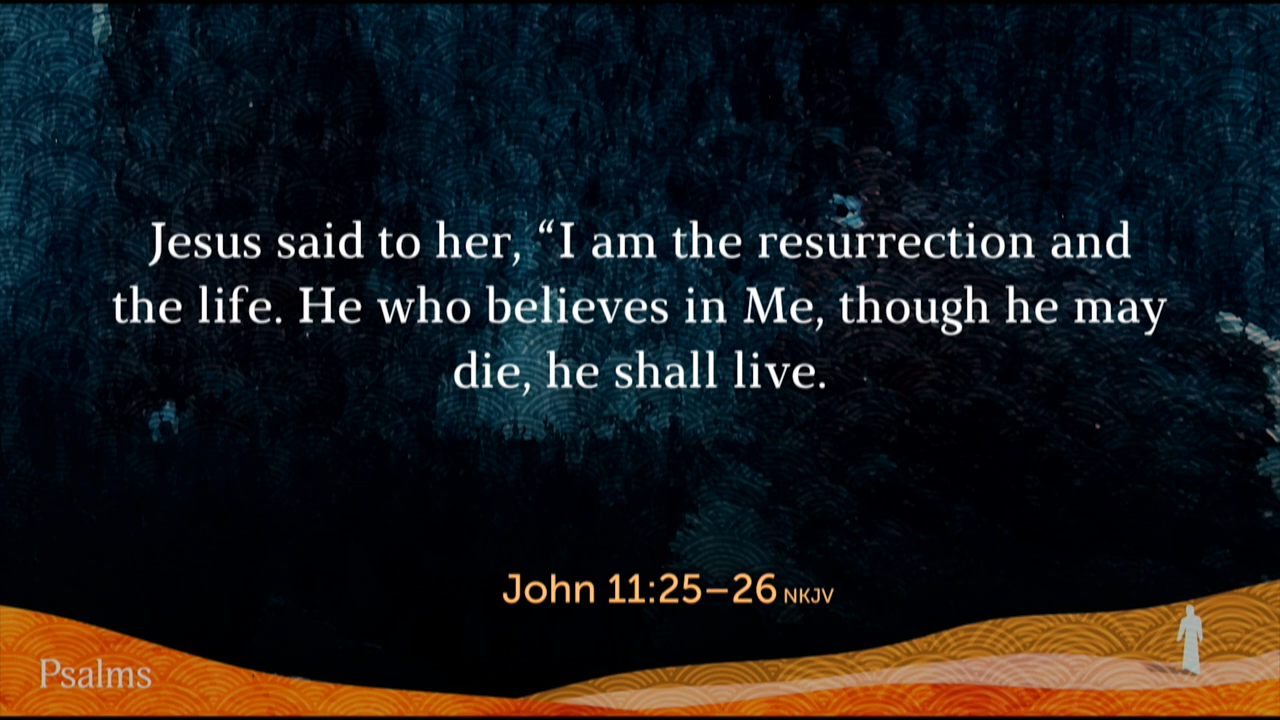 Jesus said to her, “I am the resurrection and
the life. He who believes in Me, though he may
die, he shall live.
John 11:25–26 NKJV
Psalms